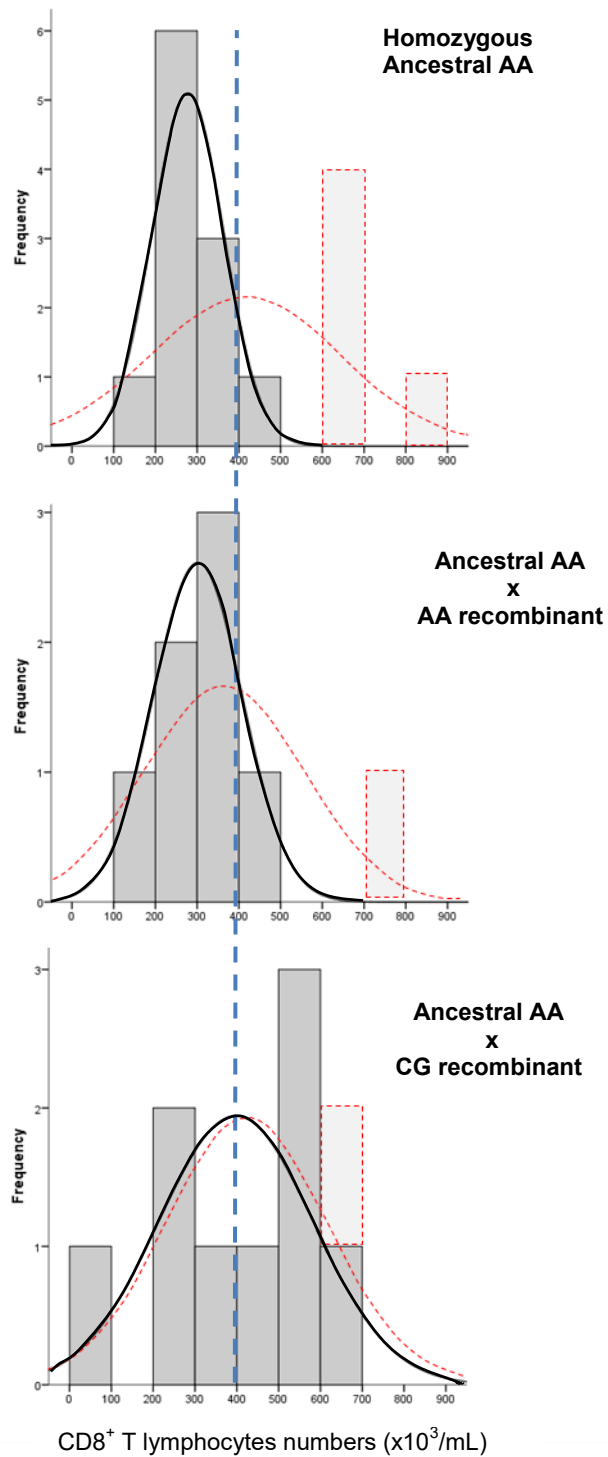 Homozygous
Ancestral AA
Frequency
6
5
4
3
2
1
0
0 100 200 300 400 500 600 700 800 900
Ancestral AA
x
AA recombinant
Frequency
3
2
1
0
0 100 200 300 400 500 600 700 800 900
Ancestral AA
x
CG recombinant
Frequency
3
2
1
0
0 100 200 300 400 500 600 700 800 900
CD8⁺ T lymphocytes numbers (x10³/mL)